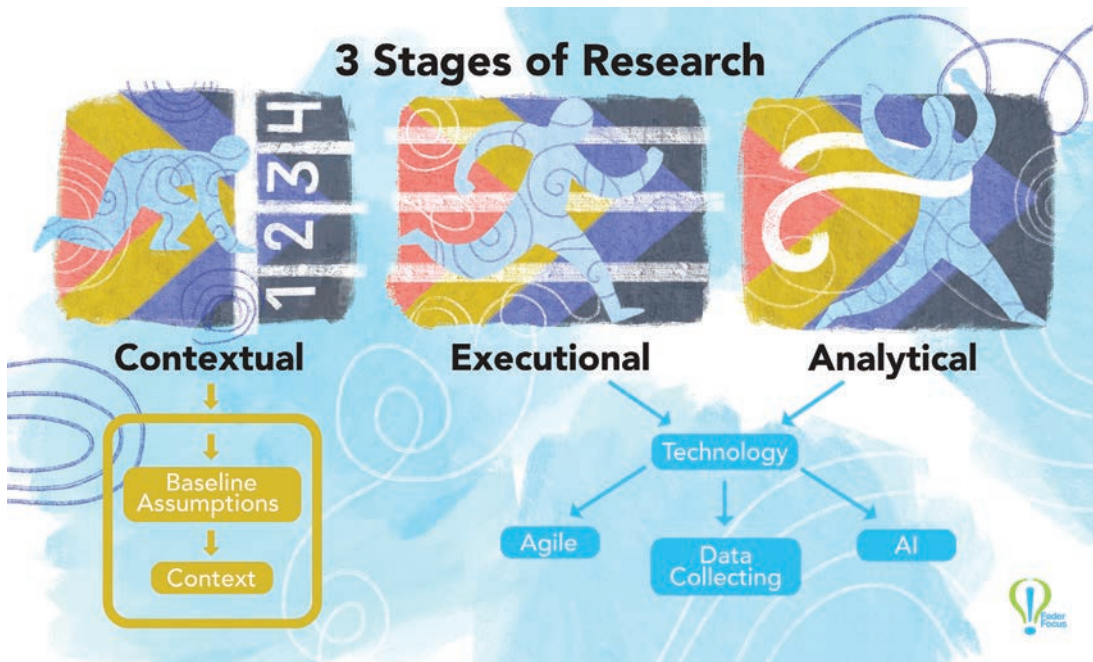 3 Stages of Research
4
3
2
1
Contextual
Executional
Analytical
Baseline
Assumptions
Context
Technology
Agile
Data
Collecting
AI
Feder
Focus